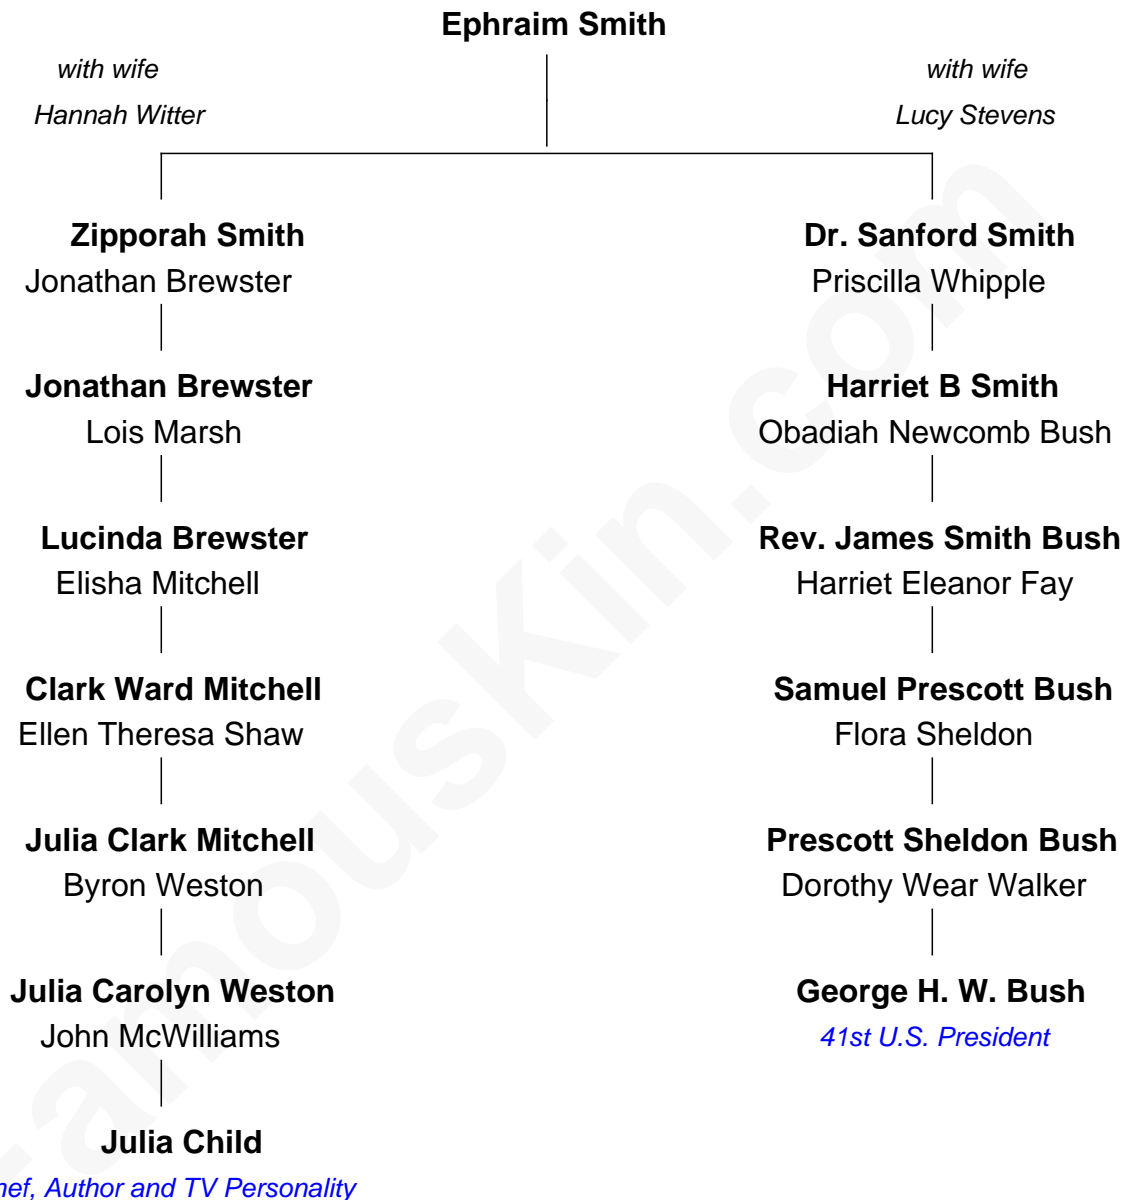 Ephraim Smith
with wife
Hannah Witter
with wife
Lucy Stevens
Zipporah Smith
Jonathan Brewster
Dr. Sanford Smith
Priscilla Whipple
Jonathan Brewster
Lois Marsh
Harriet B Smith
Obadiah Newcomb Bush
Lucinda Brewster
Elisha Mitchell
Rev. James Smith Bush
Harriet Eleanor Fay
Clark Ward Mitchell
Ellen Theresa Shaw
Samuel Prescott Bush
Flora Sheldon
Julia Clark Mitchell
Byron Weston
Prescott Sheldon Bush
Dorothy Wear Walker
Julia Carolyn Weston
John McWilliams
George H. W. Bush
41st U.S. President
Julia Child
hef, Author and TV Personality
amousKin.com